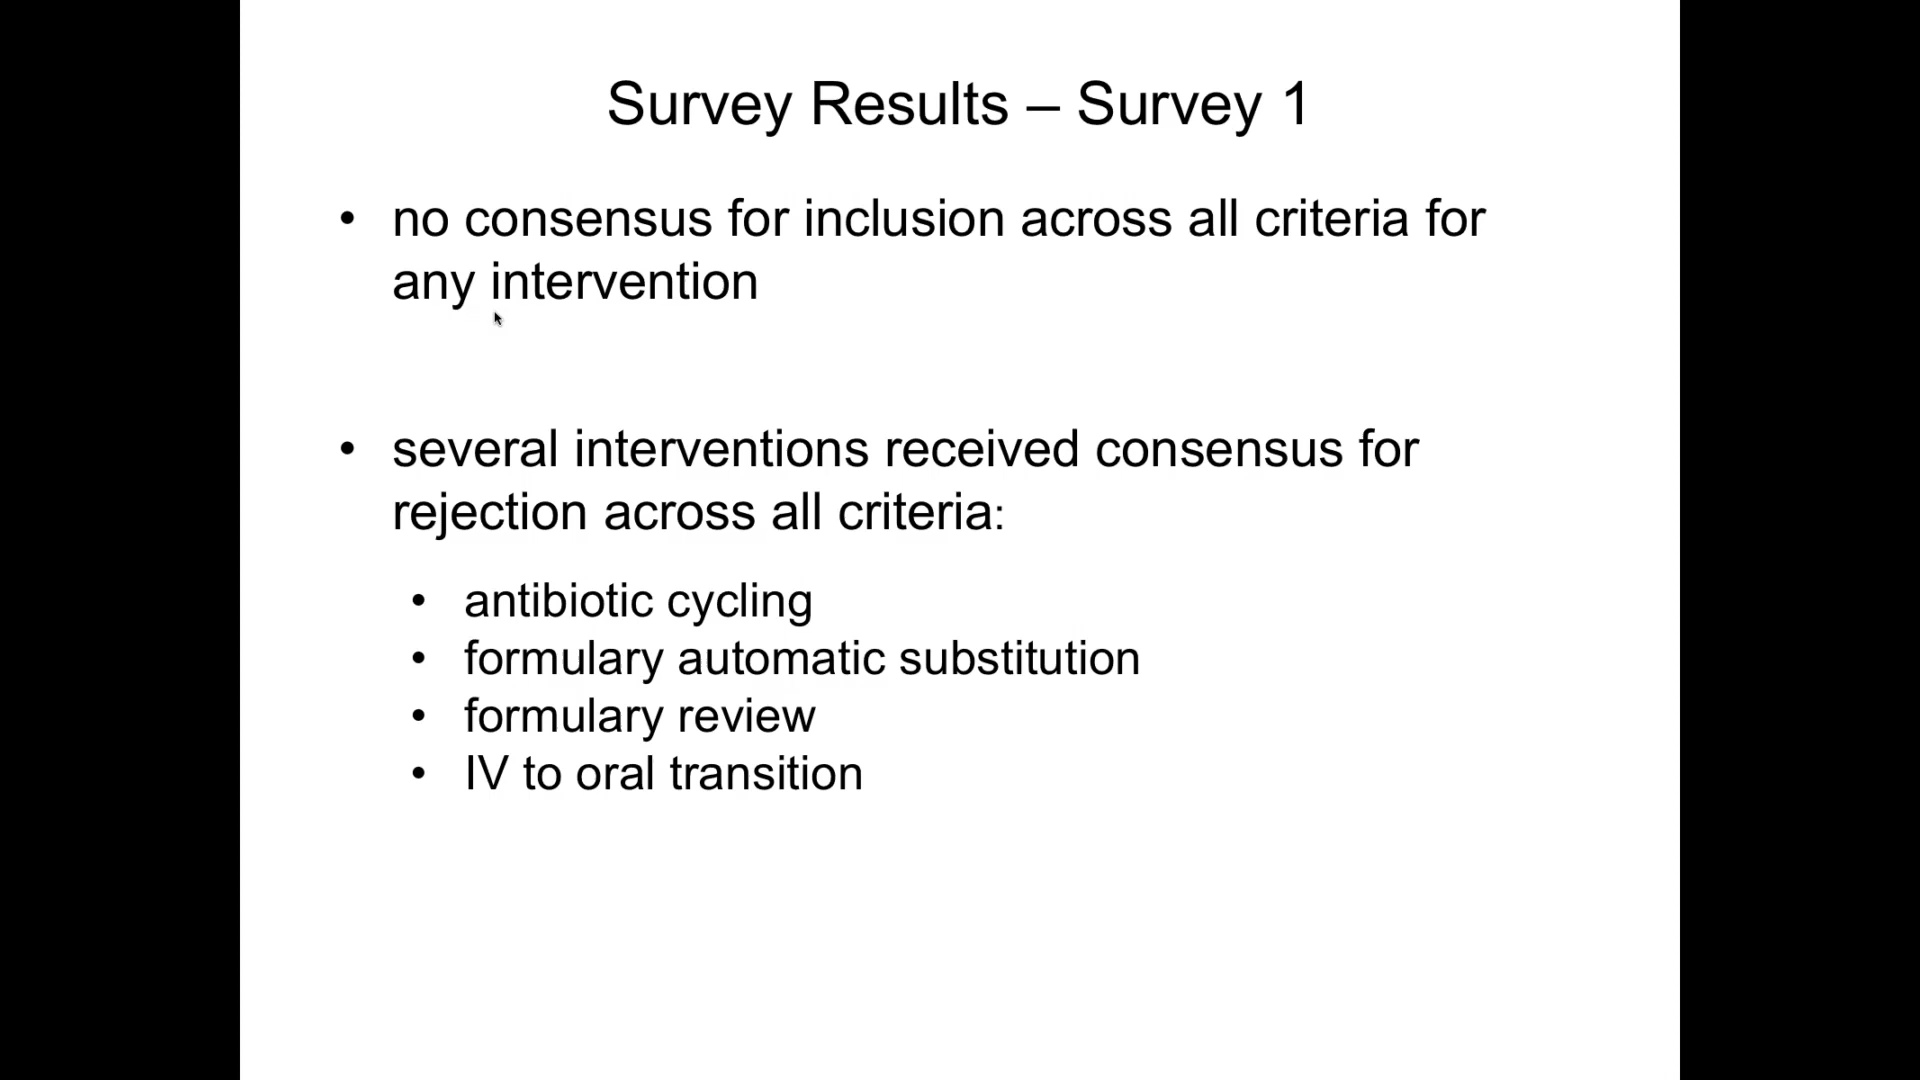 Survey Results – Survey 1
• no consensus for inclusion across all criteria for
any intervention
• several interventions received consensus for
rejection across all criteria:
• antibiotic cycling
• formulary automatic substitution
• formulary review
• IV to oral transition